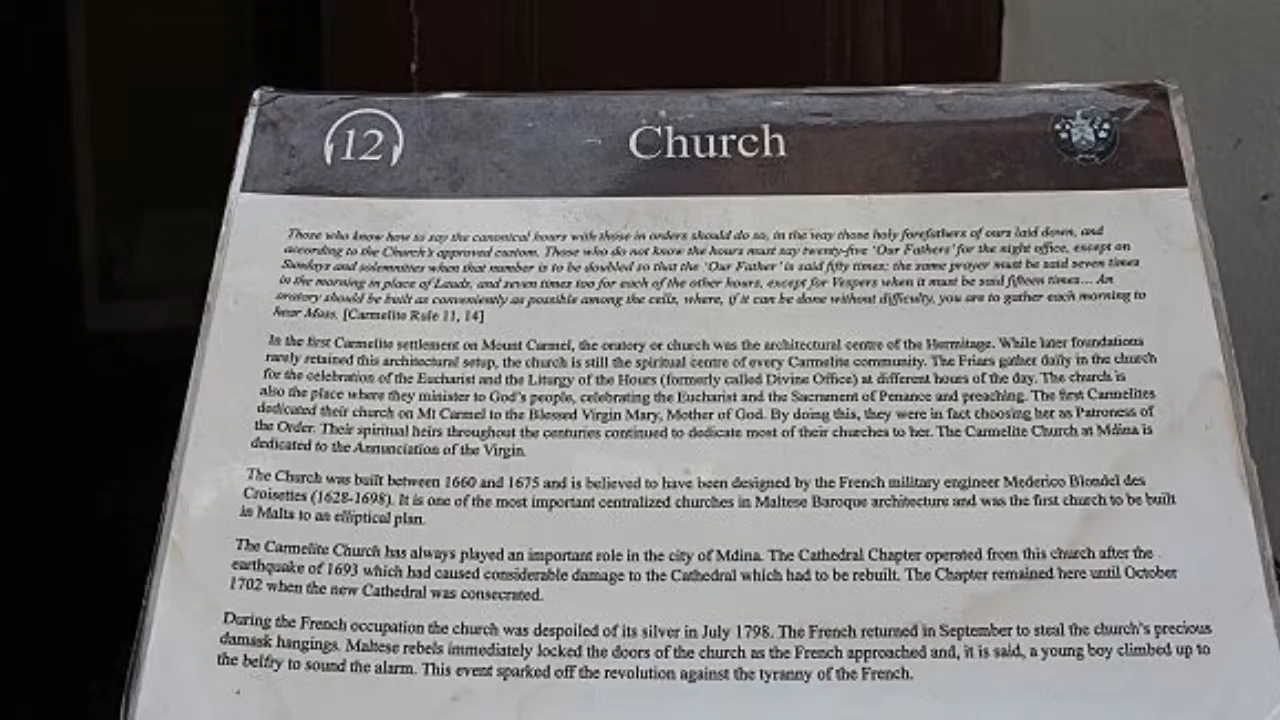 12
Church
Those who know how to say the canonical hours with those in orders should do so, in the way those holy forefathers of ours laid down, and
according to the Church's approved custom. Those who do not know the hours must say twenty-five 'Our Fathers' for the night office, except on
Sundays and solemnities when that number is to be doubled so that the 'Our Father' is said fifty times; the same prayer must be said seven times
in the morning in place of Lauds, and seven times too for each of the other hours, except for Vespers when it must be said fifteen times... An
oratory should be built as conveniently as possible among the cells, where, if it can be done without difficulty, you are to gather each morning to
hear Mass. [Carmelite Rule 11, 14]
In the first Carmelite settlement on Mount Carmel, the oratory or church was the architectural centre of the Hermitage. While later foundations
rarely retained this architectural setup, the church is still the spiritual centre of every Carmelite community. The Friars gather daily in the church
for the celebration of the Eucharist and the Liturgy of the Hours (formerly called Divine Office) at different hours of the day. The church is
also the place where they minister to God's people, celebrating the Eucharist and the Sacrament of Penance and preaching. The first Carmelites
dedicated their church on Mt Carmel to the Blessed Virgin Mary, Mother of God. By doing this, they were in fact choosing her as Patroness of
the Order. Their spiritual heirs throughout the centuries continued to dedicate most of their churches to her. The Carmelite Church at Mdina is
dedicated to the Annunciation of the Virgin.
The Church was built between 1660 and 1675 and is believed to have been designed by the French military engineer Mederico Blondel des
Croisettes (1628-1698). It is one of the most important centralized churches in Maltese Baroque architecture and was the first church to be built
in Malta to an elliptical plan.
The Carmelite Church has always played an important role in the city of Mdina. The Cathedral Chapter operated from this church after the
earthquake of 1693 which had caused considerable damage to the Cathedral which had to be rebuilt. The Chapter remained here until October
1702 when the new Cathedral was consecrated.
During the French occupation the church was despoiled of its silver in July 1798. The French returned in September to steal the church's precious
damask hangings. Maltese rebels immediately locked the doors of the church as the French approached and, it is said, a young boy climbed up to
the belfry to sound the alarm. This event sparked off the revolution against the tyranny of the French.